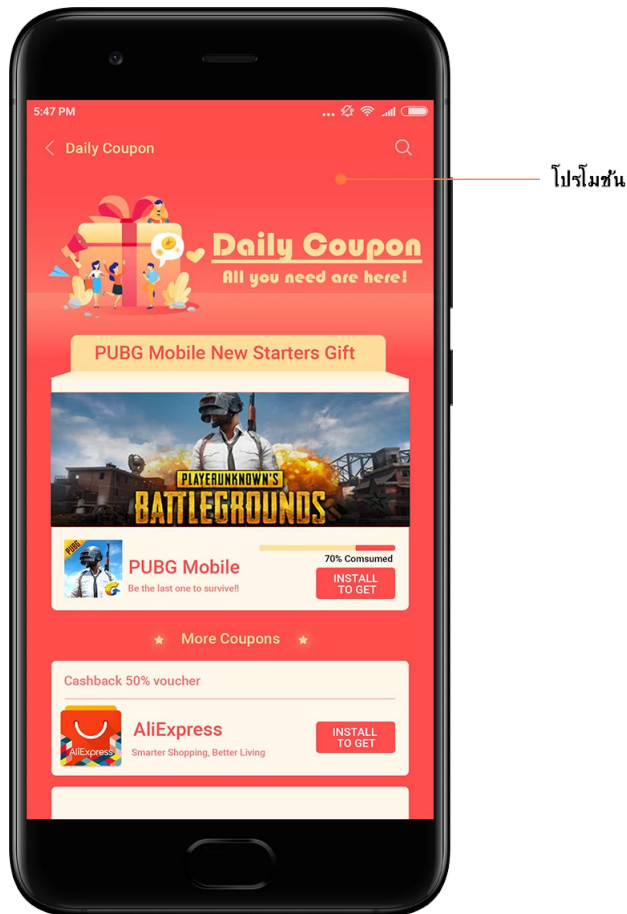 5:47 PM
Daily Coupon
โปรโมชัน
Daily Coupon
All you need are here!
PUBG Mobile New Starters Gift
PLAYERUNKNOWN'S
BATTLEGROUNDS
PUBG
PUBG Mobile
Be the last one to survive!!
70% Comsumed
INSTALL
TO GET
More Coupons
Cashback 50% voucher
AliExpress
AliExpress
Smarter Shopping, Better Living
INSTALL
TO GET